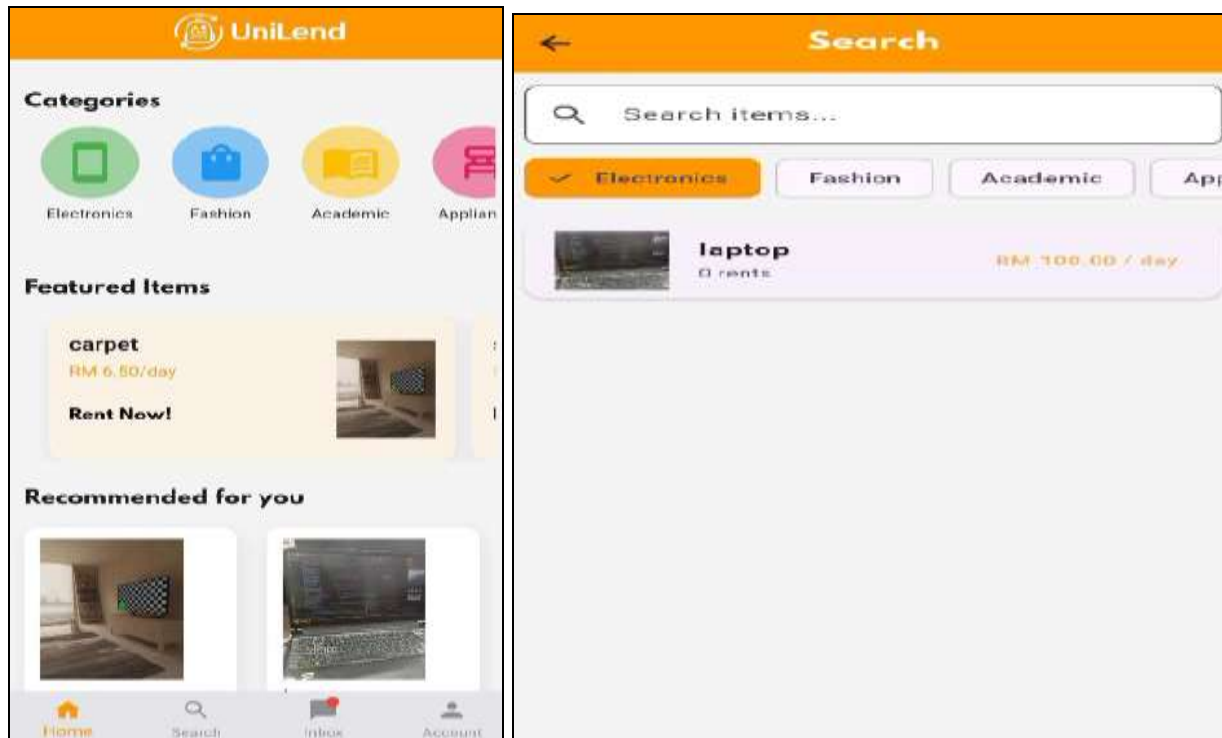 UniLend
Categories
Electronics Fashion Academic Applian
Featured Items
carpet
RM 6.50/day
Rent Now!
Recommended for you
Home Search Inbox Account
Search
Search items...
Electronics Fashion Academic App
laptop
0 rents
RM 100.00 / day